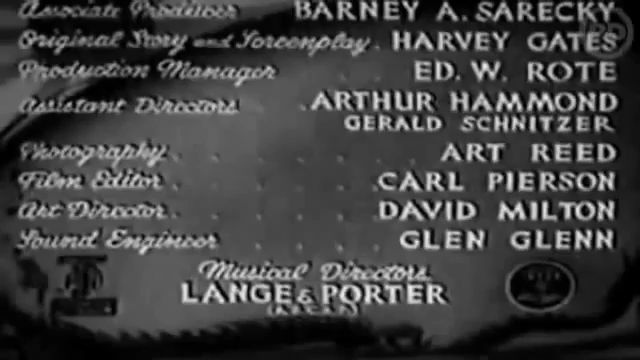 Associate Producer BARNEY A. SARECKY
Original Story and Screenplay. HARVEY GATES
Production Manager . . ED. W. ROTE
Assistant Directors . ARTHUR HAMMOND
GERALD SCHNITZER
Photography. . . . . . ART REED
Film Editor. . . . . CARL PIERSON
Art Director. . . . . DAVID MILTON
Sound Engineer . . . . GLEN GLENN
Musical Directors
LANGE & PORTER